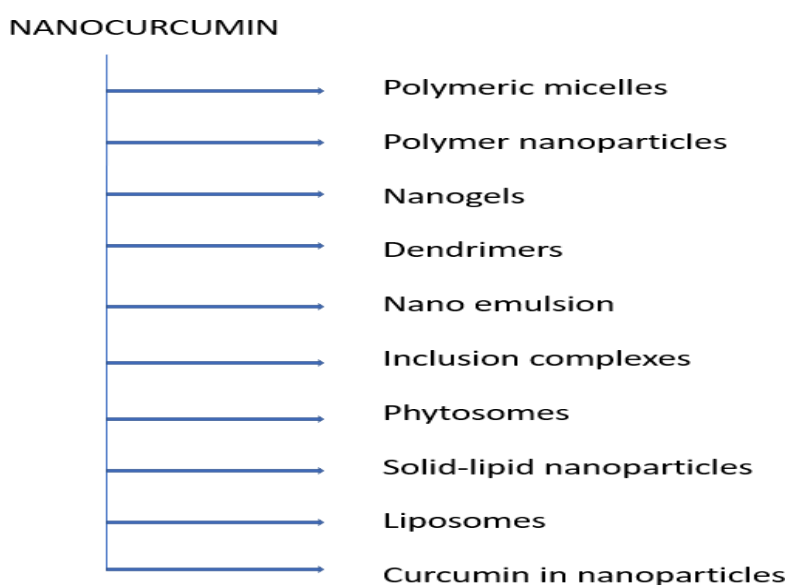 NANOCURCUMIN
Polymeric micelles
Polymer nanoparticles
Nanogels
Dendrimers
Nano emulsion
Inclusion complexes
Phytosomes
Solid-lipid nanoparticles
Liposomes
Curcumin in nanoparticles